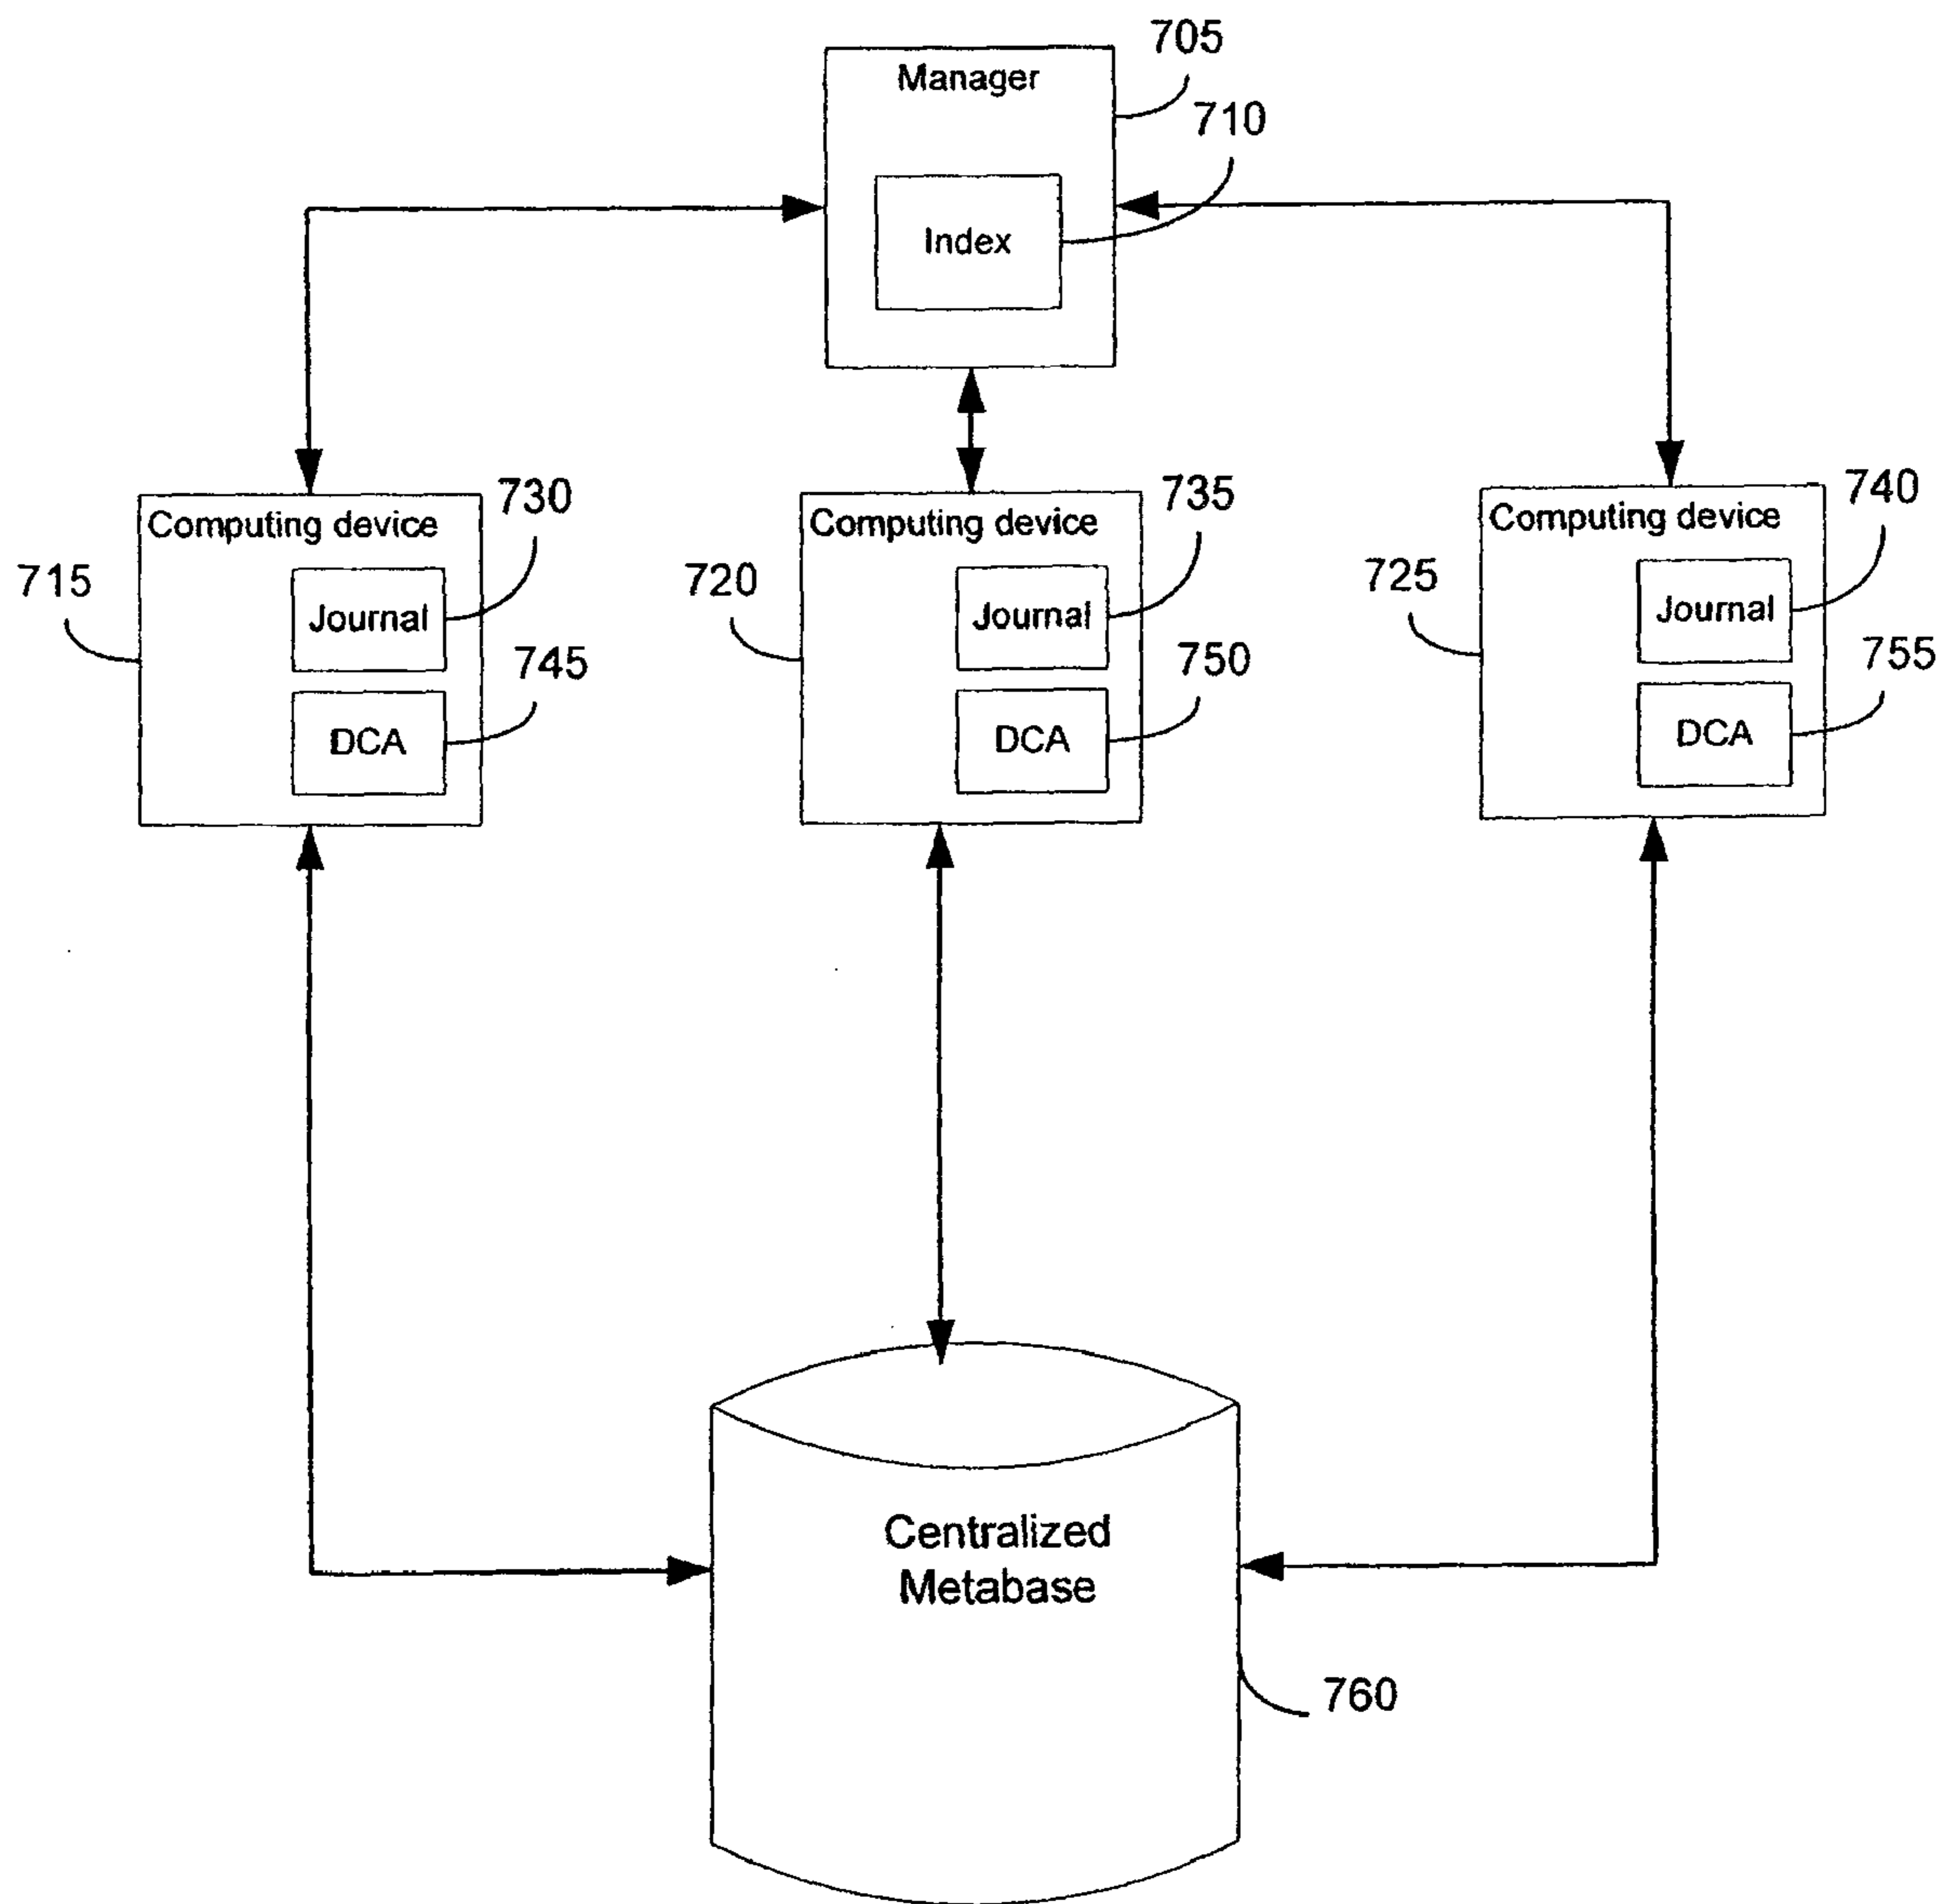 705
Manager
710
Index
730
735
740
Computing device
Computing device
Computing device
715
720
725
Journal
Journal
Journal
745
750
755
DCA
DCA
DCA
Centralized
Metabase
760